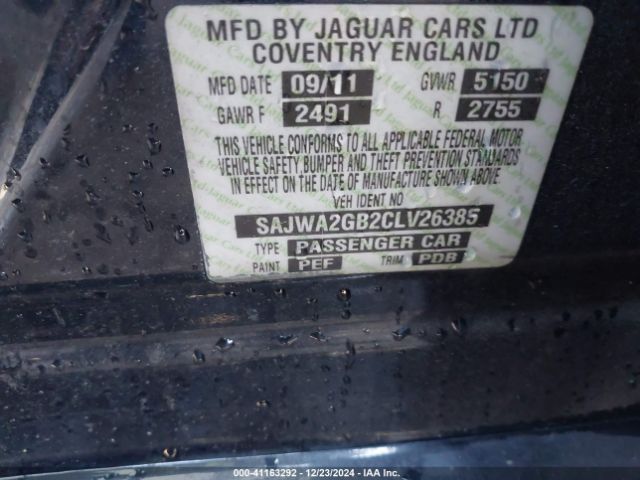 MFD BY JAGUAR CARS LTD
COVENTRY ENGLAND
MFD DATE 09/11 GVWR 5150
GAWR F 2491 R 2755
THIS VEHICLE CONFORMS TO ALL APPLICABLE FEDERAL MOTOR
VEHICLE SAFETY, BUMPER AND THEFT PREVENTION STANDARDS
IN EFFECT ON THE DATE OF MANUFACTURE SHOWN ABOVE
VEH IDENT NO
SAJWA2GB2CLV26385
TYPE PASSENGER CAR
PAINT PEF TRIM PDB
000-41163292 - 12/23/2024 - IAA Inc.